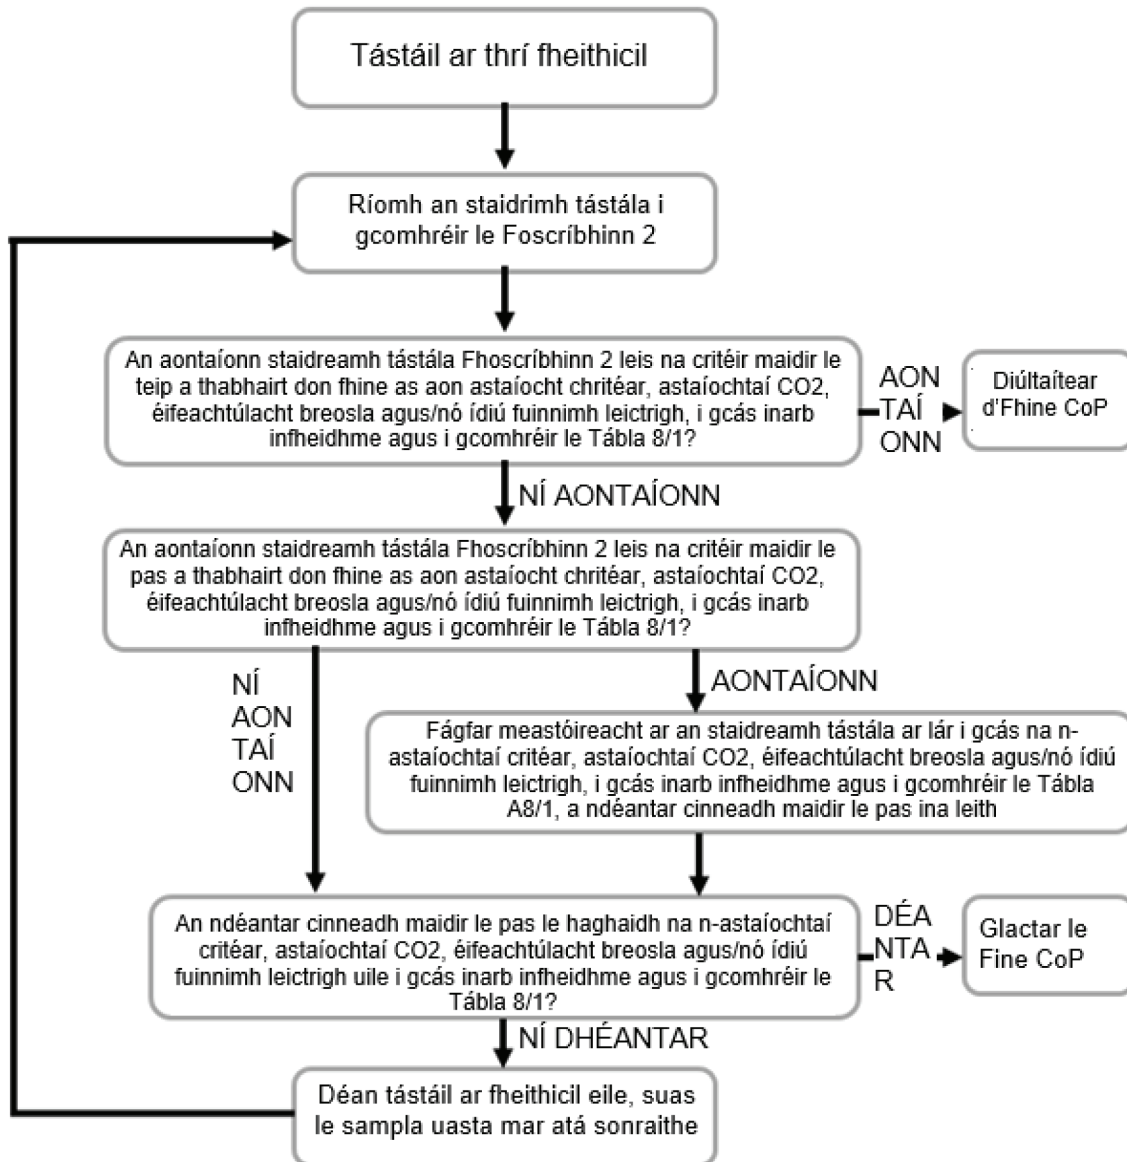 Tástáil ar thrí fheithicil
Ríomh an staidrimh tástála i
gcomhréir le Foscríbhinn 2
An aontaíonn staidreamh tástála Fhoscríbhinn 2 leis na critéir maidir le
teip a thabhairt don fhine as aon astaíocht chritéar, astaíochtaí CO2,
éifeachtúlacht breosla agus/nó ídiú fuinnimh leictrigh, i gcás inarb
infheidhme agus i gcomhréir le Tábla 8/1?
AON
TAÍ
ONN
Diúltaítear
d'Fhine CoP
NÍ AONTAÍONN
An aontaíonn staidreamh tástála Fhoscríbhinn 2 leis na critéir maidir le
pas a thabhairt don fhine as aon astaíocht chritéar, astaíochtaí CO2,
éifeachtúlacht breosla agus/nó ídiú fuinnimh leictrigh, i gcás inarb
infheidhme agus i gcomhréir le Tábla 8/1?
NÍ
AON
TAÍ
ONN
AONTAÍONN
Fágfar meastóireacht ar an staidreamh tástála ar lár i gcás na n-
astaíochtaí critéar, astaíochtaí CO2, éifeachtúlacht breosla agus/nó ídiú
fuinnimh leictrigh, i gcás inarb infheidhme agus i gcomhréir le Tábla
A8/1, a ndéantar cinneadh maidir le pas ina leith
An ndéantar cinneadh maidir le pas le haghaidh na n-astaíochtaí
critéar, astaíochtaí CO2, éifeachtúlacht breosla agus/nó ídiú
fuinnimh leictrigh uile i gcás inarb infheidhme agus i gcomhréir le
Tábla 8/1?
DÉA
NTA
R
Glactar le
Fine CoP
NÍ DHÉANTAR
Déan tástáil ar fheithicil eile, suas
le sampla uasta mar atá sonraithe